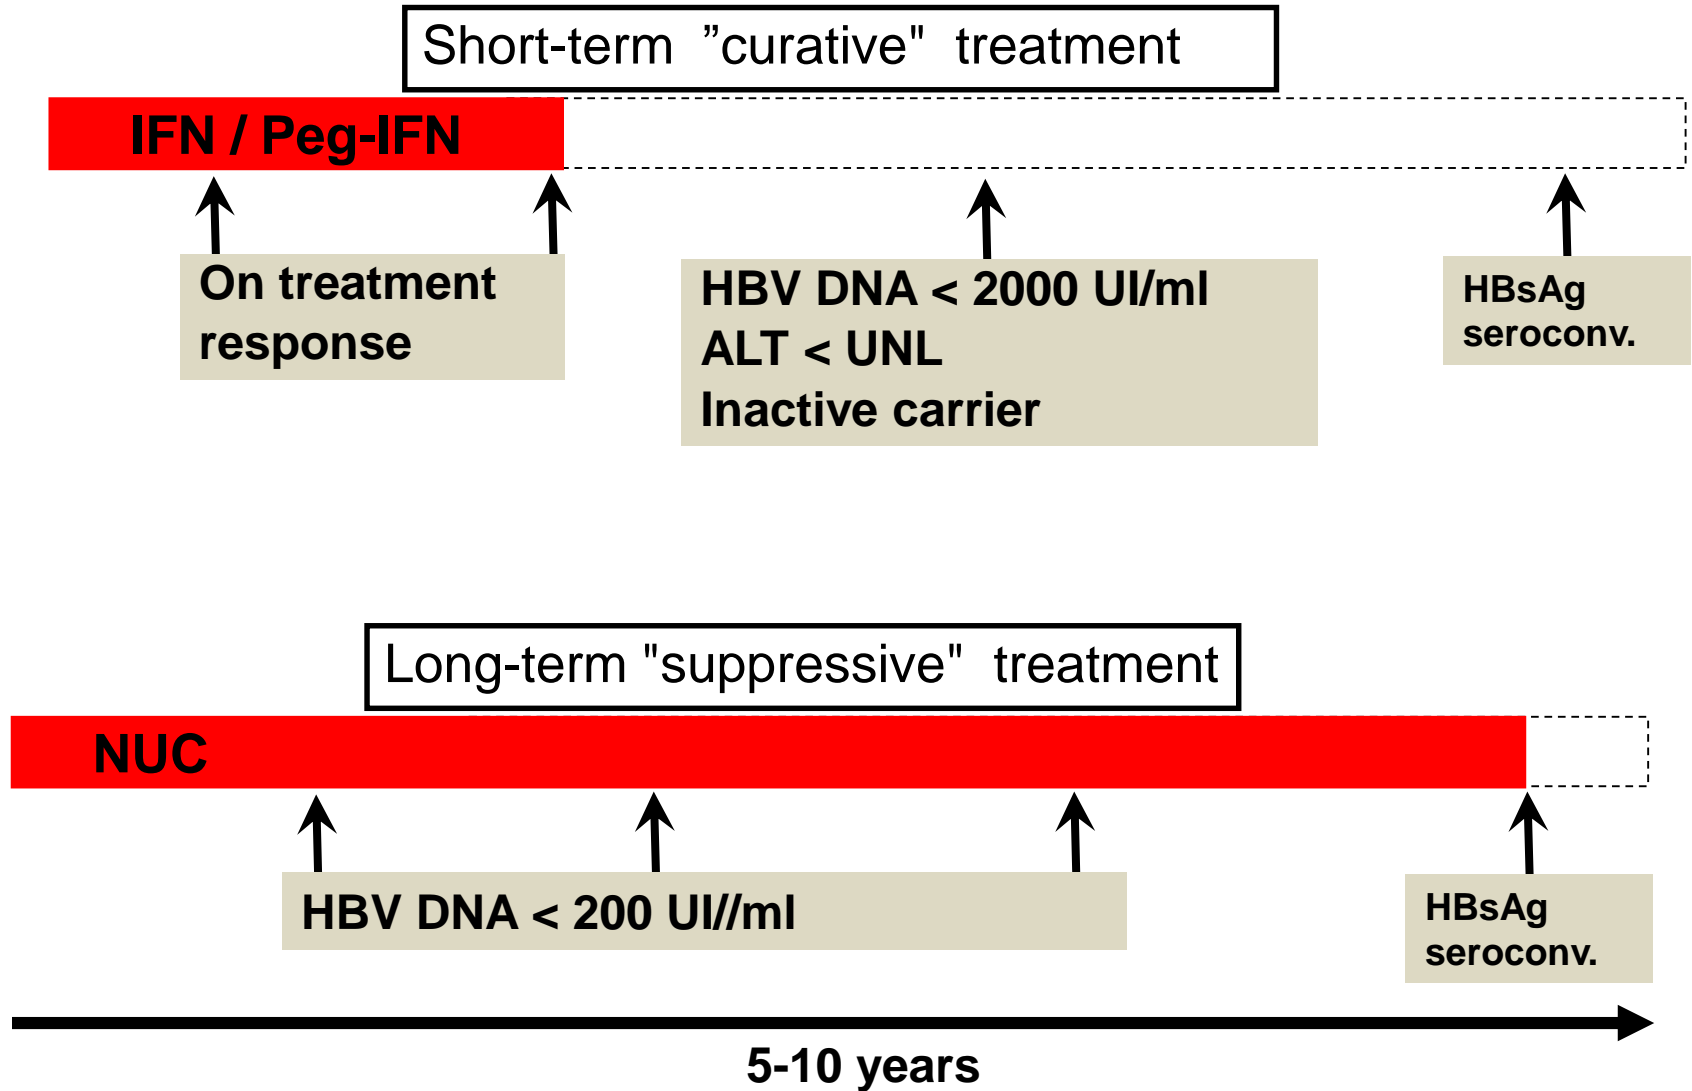 Short-term ”curative" treatment
IFN / Peg-IFN
On treatment
response
HBV DNA < 2000 UI/ml
ALT < UNL
Inactive carrier
HBsAg
seroconv.
Long-term "suppressive" treatment
NUC
HBV DNA < 200 UI//ml
HBsAg
seroconv.
5-10 years